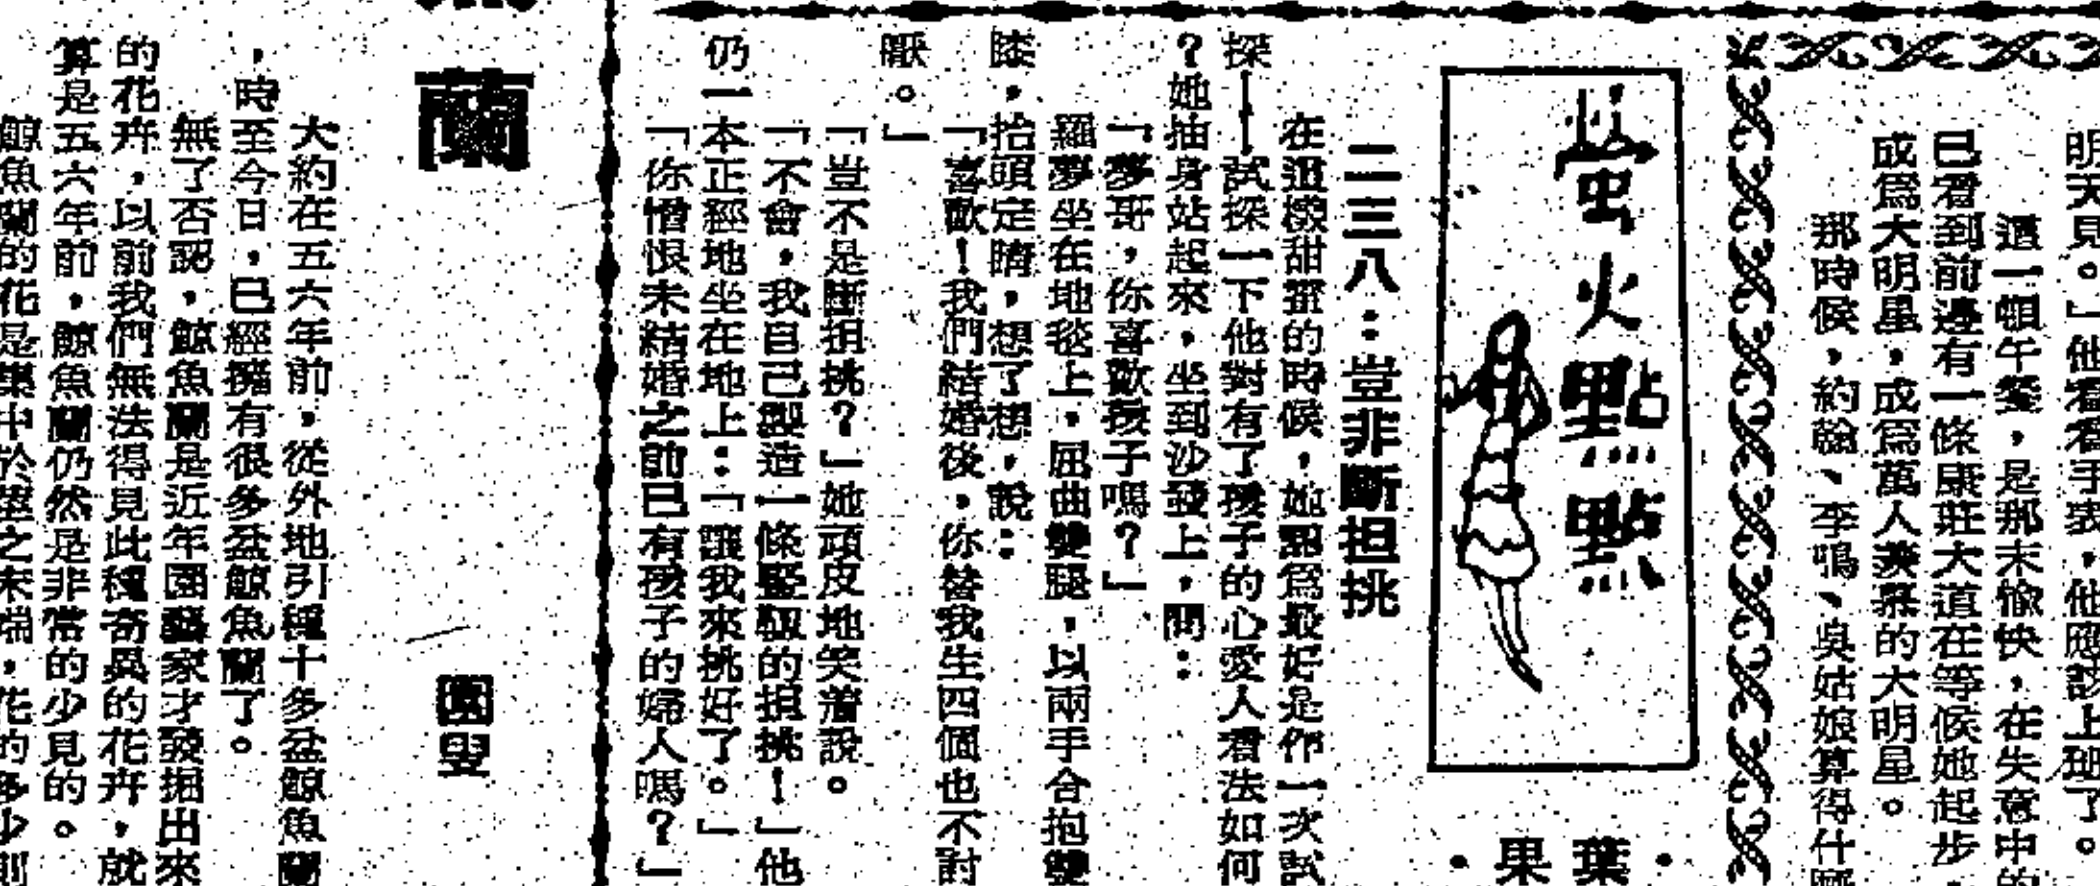 明天見。」他看看手表，他應該上班了。
這一頓午餐，是那末愉快，在失意中的
已看到前邊有一條康莊大道在等候她起步，
成爲大明星，成爲萬人羨慕的大明星。
那時候，約翰、李鳴、吳姑娘算得什麼
螢火點點
·葉果·
二三八：豈非斷担挑
在這樣甜蜜的時候，她認爲最好是作一次試
探——試探一下他對有了孩子的心愛人看法如何
？她抽身站起來，坐到沙發上，問：
「夢哥，你喜歡孩子嗎？」
羅夢坐在地毯上，屈曲雙腿，以兩手合抱雙
膝，抬頭定睛，想了想，說：
「喜歡！我們結婚後，你替我生四個也不討
厭。」
「豈不是斷担挑？」她頑皮地笑着說。
「不會，我自己製造一條堅靱的担挑！」他
仍一本正經地坐在地上：「讓我來挑好了。」
「你憎恨未結婚之前已有孩子的婦人嗎？」
蘭
園叟
大約在五六年前，從外地引種十多盆鯨魚蘭
，時至今日，已經擁有很多盆鯨魚蘭了。
無了否認，鯨魚蘭是近年園藝家才發掘出來
的花卉，以前我們無法得見此種奇異的花卉，就
算是五六年前，鯨魚蘭仍然是非常的少見的。
鯨魚蘭的花是集中於莖之末端，花的多少則